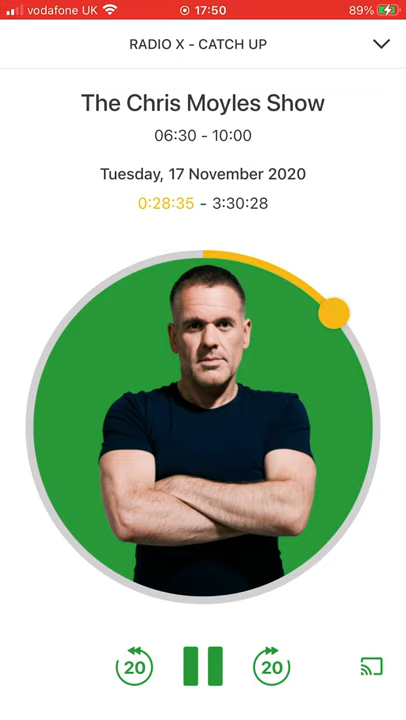 vodafone UK 17:50 89%
RADIO X - CATCH UP
The Chris Moyles Show
06:30 - 10:00
Tuesday, 17 November 2020
0:28:35 - 3:30:28
20 20